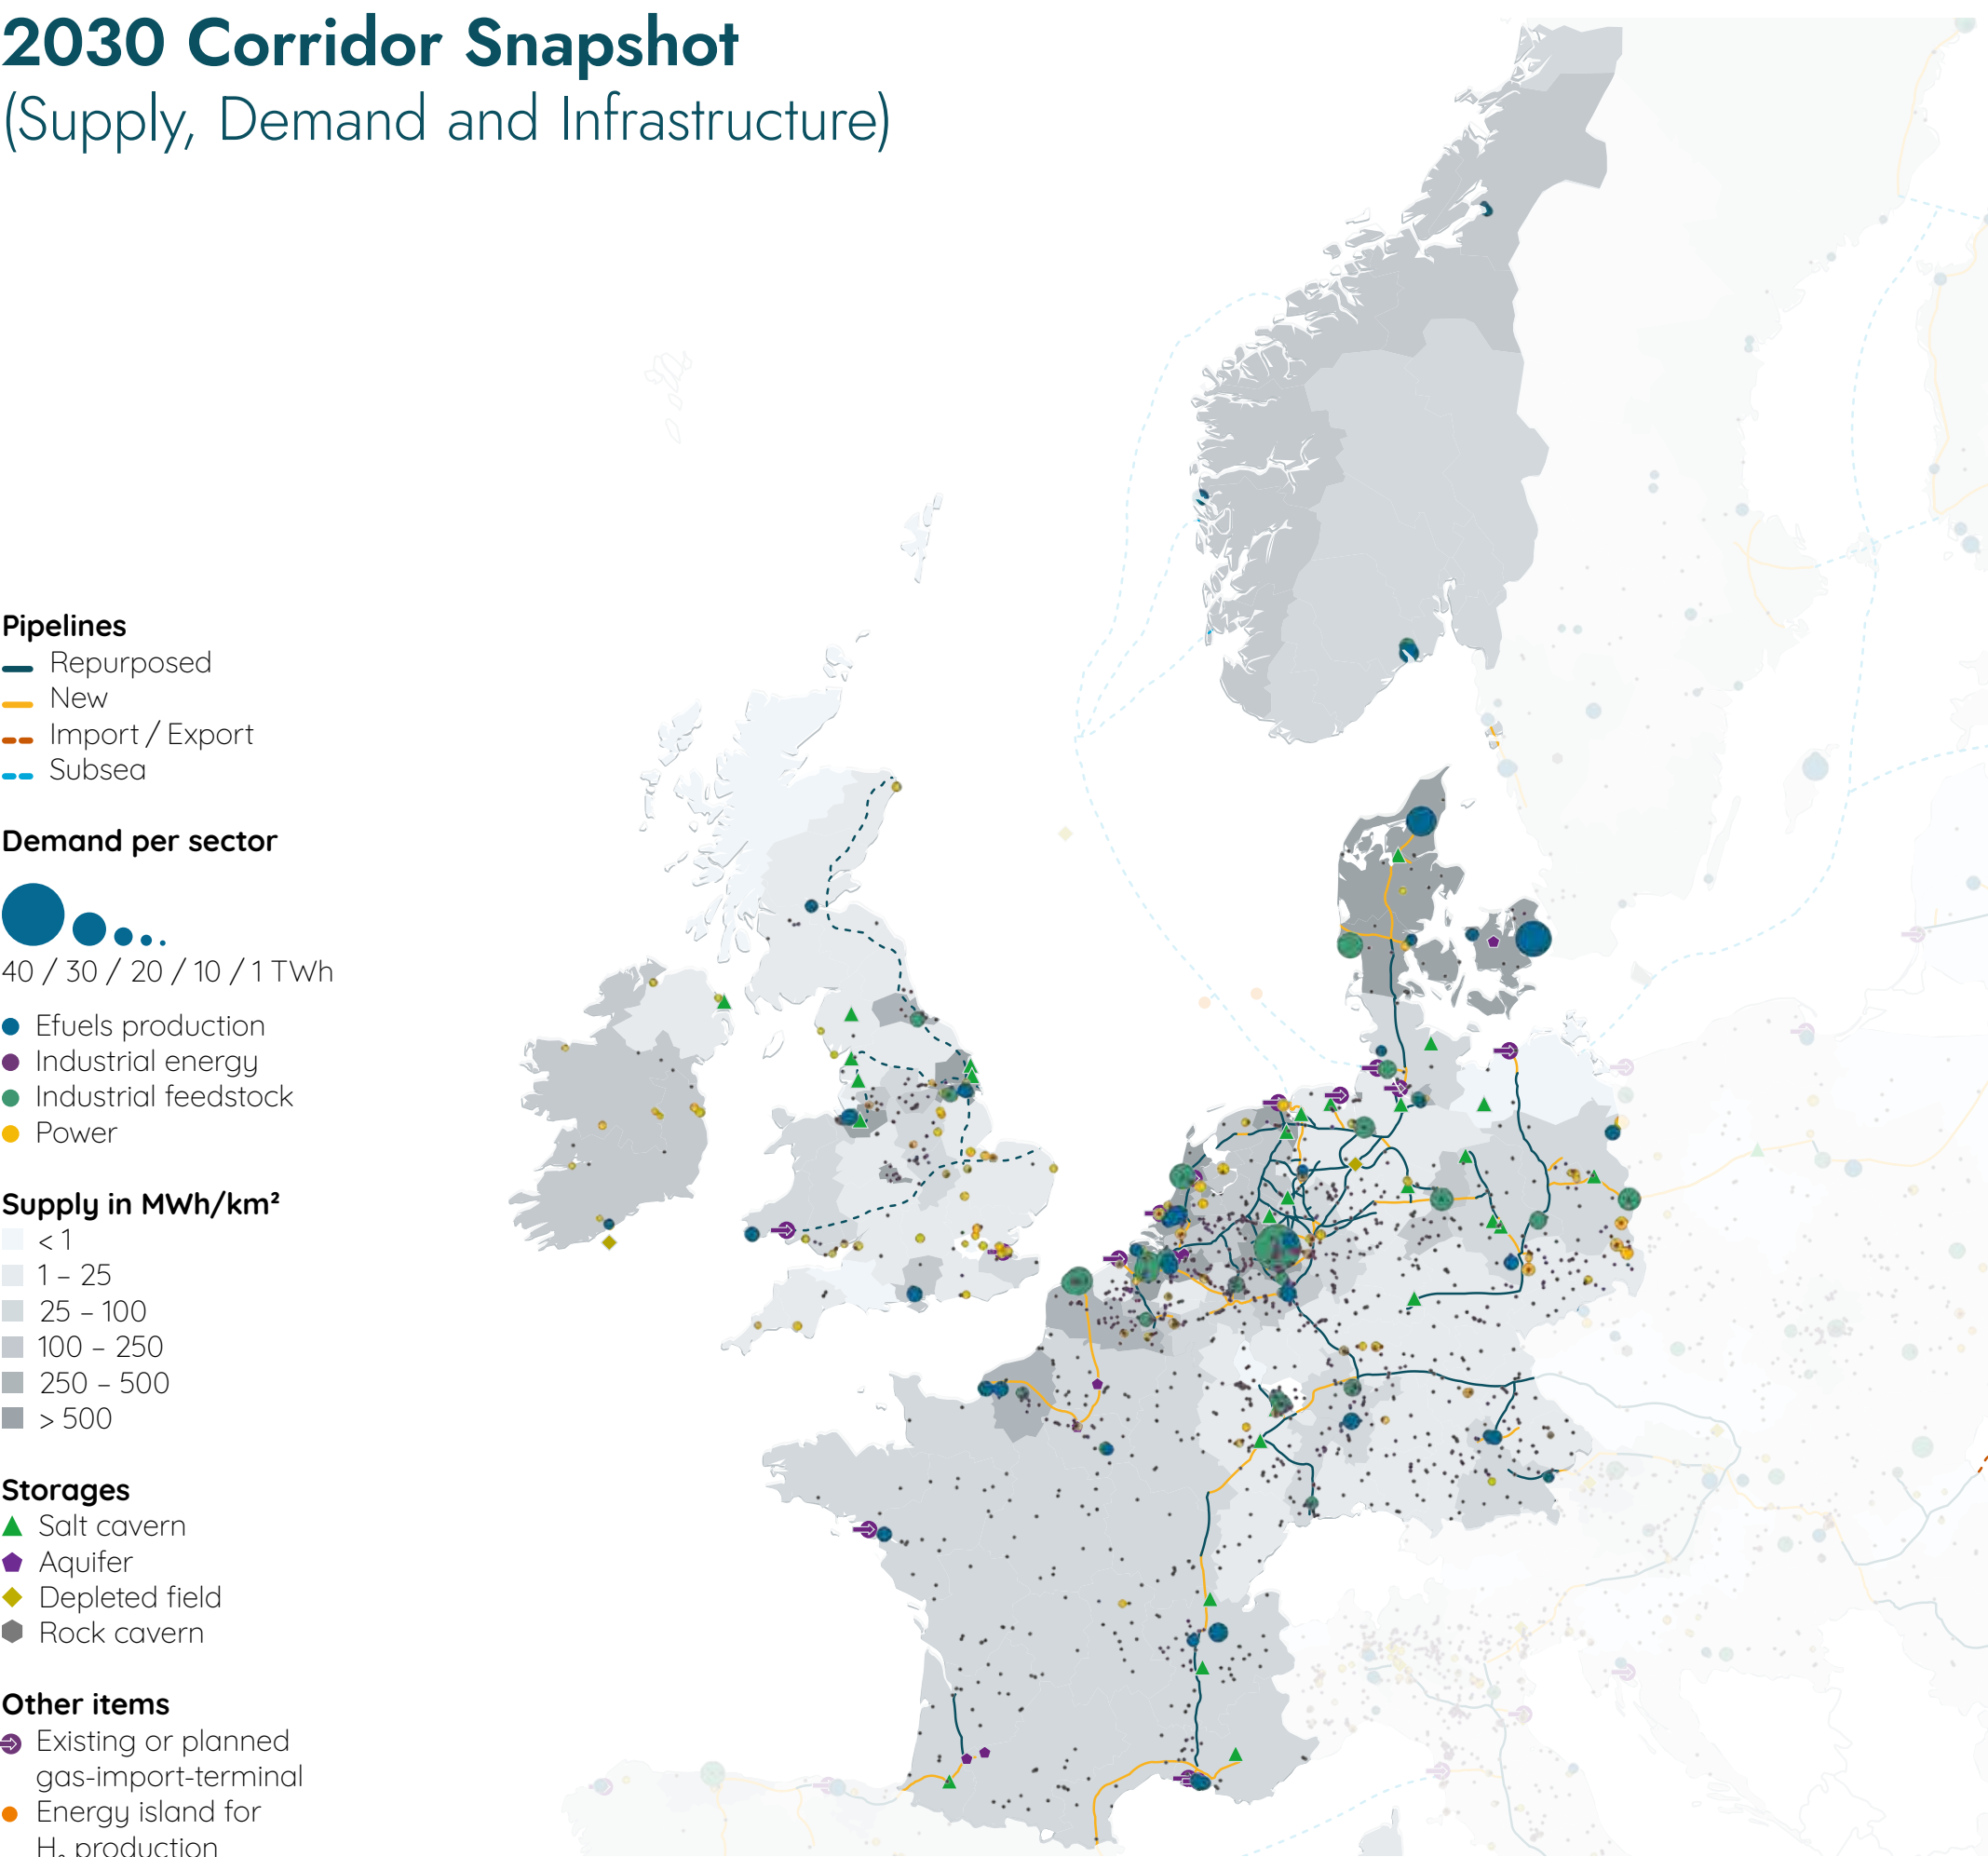 2030 Corridor Snapshot
(Supply, Demand and Infrastructure)
Pipelines
Repurposed
New
Import / Export
Subsea
Demand per sector
40 / 30 / 20 / 10 / 1 TWh
Efuels production
Industrial energy
Industrial feedstock
Power
Supply in MWh/km²
< 1
1 – 25
25 – 100
100 – 250
250 – 500
> 500
Storages
Salt cavern
Aquifer
Depleted field
Rock cavern
Other items
Existing or planned
gas-import-terminal
Energy island for
H₂ production